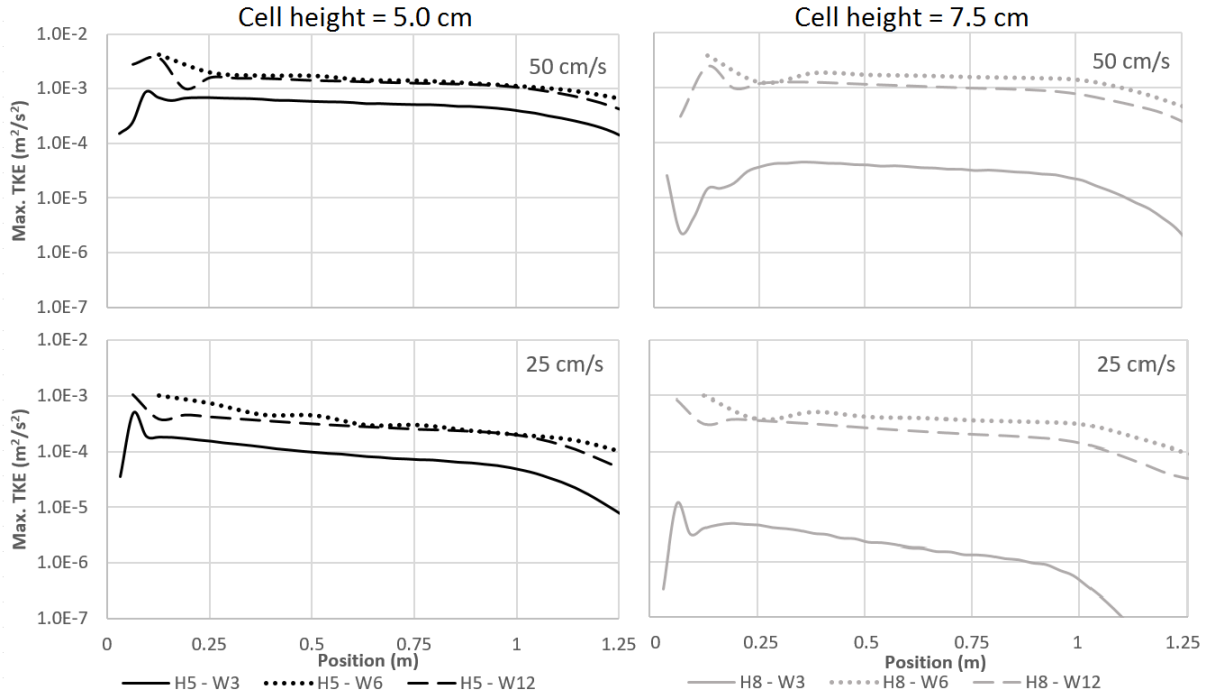 Cell height = 5.0 cm
Cell height = 7.5 cm
Max. TKE (m²/s²)
1.0E-2
1.0E-3
1.0E-4
1.0E-5
1.0E-6
1.0E-7
50 cm/s
50 cm/s
Max. TKE (m²/s²)
1.0E-2
1.0E-3
1.0E-4
1.0E-5
1.0E-6
1.0E-7
25 cm/s
25 cm/s
0 0.25 0.5 0.75 1 1.25
0 0.25 0.5 0.75 1 1.25
Position (m)
Position (m)
H5 - W3 H5 - W6 H5 - W12
H8 - W3 H8 - W6 H8 - W12